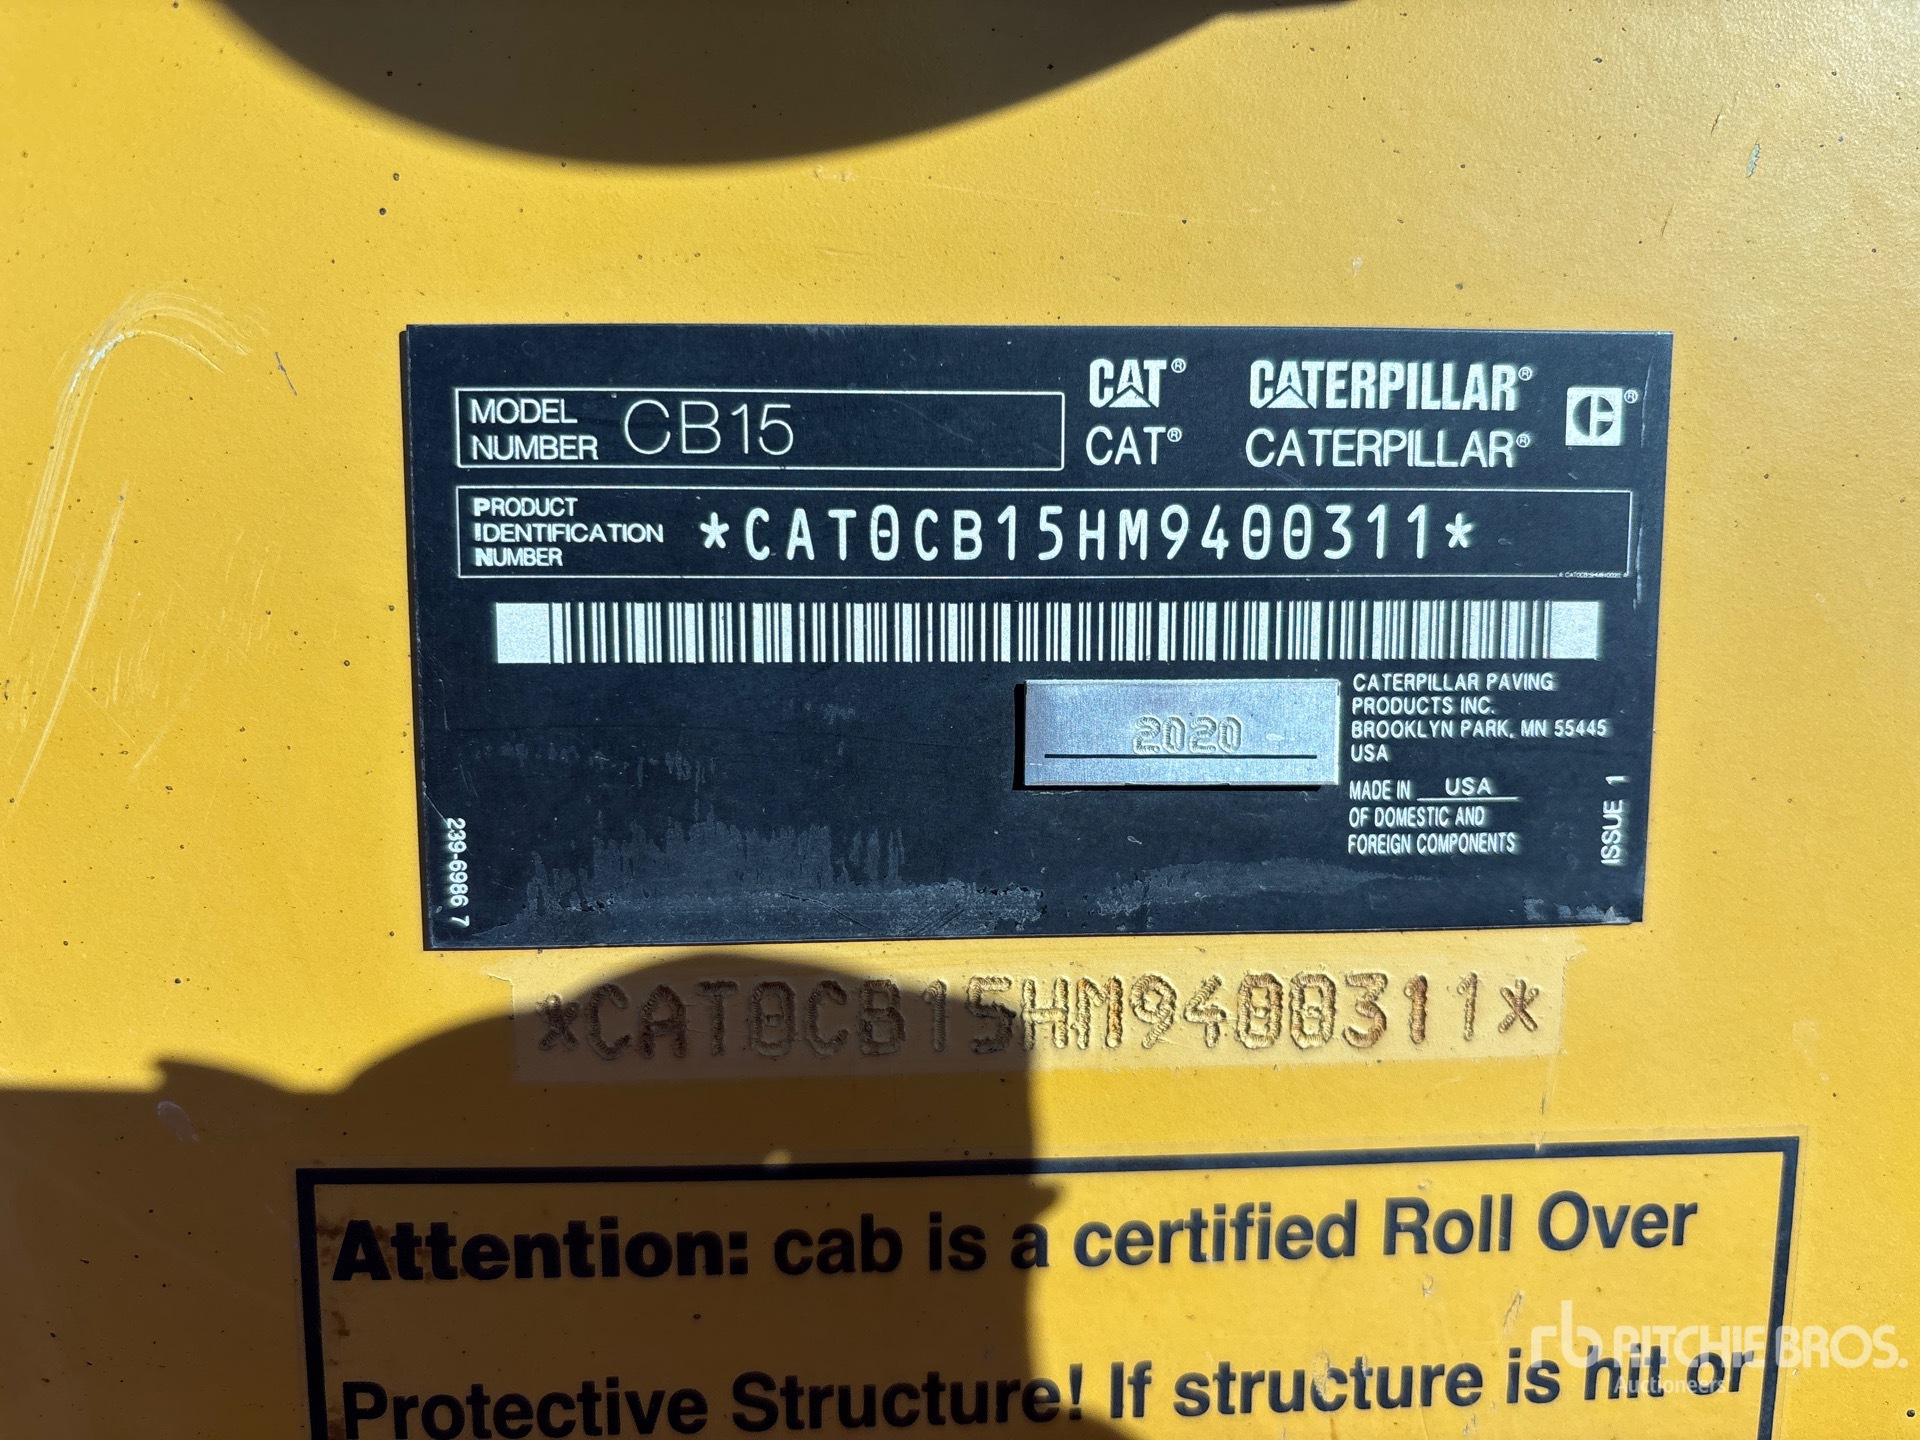 MODEL NUMBER CB15
CAT® CATERPILLAR®
CAT® CATERPILLAR®
PRODUCT IDENTIFICATION NUMBER *CAT0CB15HM9400311*
2020
CATERPILLAR PAVING
PRODUCTS INC.
BROOKLYN PARK, MN 55445
USA
MADE IN USA
OF DOMESTIC AND
FOREIGN COMPONENTS
ISSUE 1
239-6986 7
*CAT0CB15HM9400311*
Attention: cab is a certified Roll Over
Protective Structure! If structure is hit or
rb RITCHIE BROS.
Auctioneers